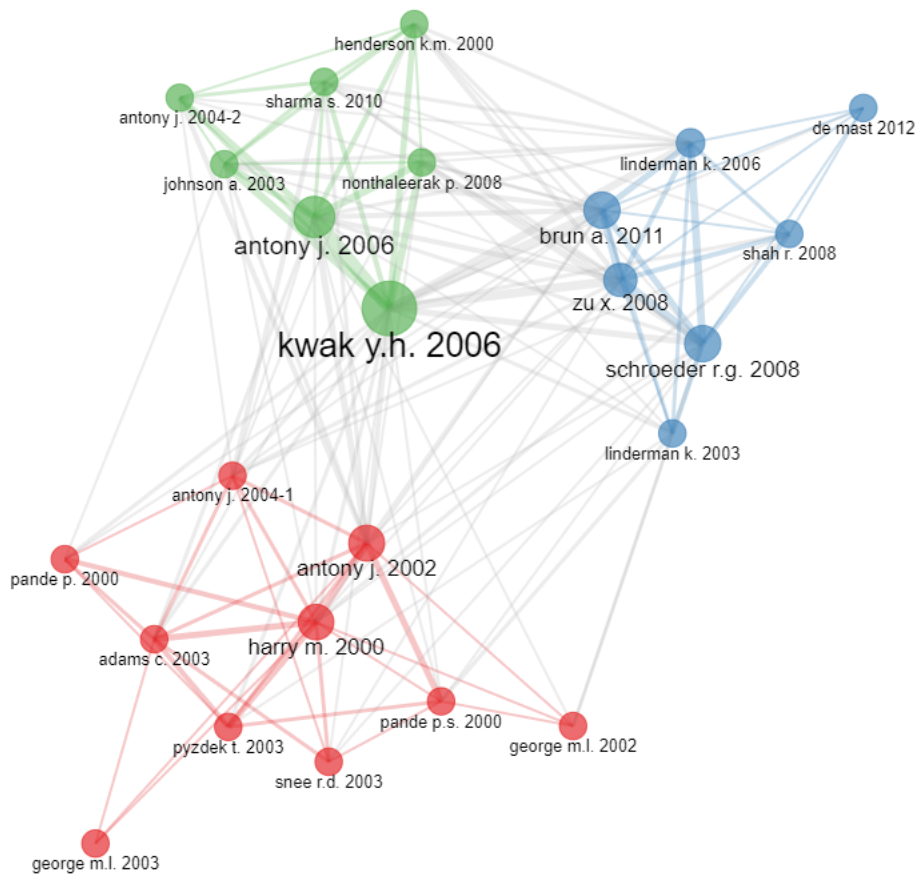 henderson k.m. 2000
sharma s. 2010
antony j. 2004-2
de mast 2012
linderman k. 2006
johnson a. 2003
nonthaleerak p. 2008
antony j. 2006
brun a. 2011
shah r. 2008
zu x. 2008
kwak y.h. 2006
schroeder r.g. 2008
linderman k. 2003
antony j. 2004-1
antony j. 2002
pande p. 2000
harry m. 2000
adams c. 2003
pande p.s. 2000
pyzdek t. 2003
george m.l. 2002
snee r.d. 2003
george m.l. 2003